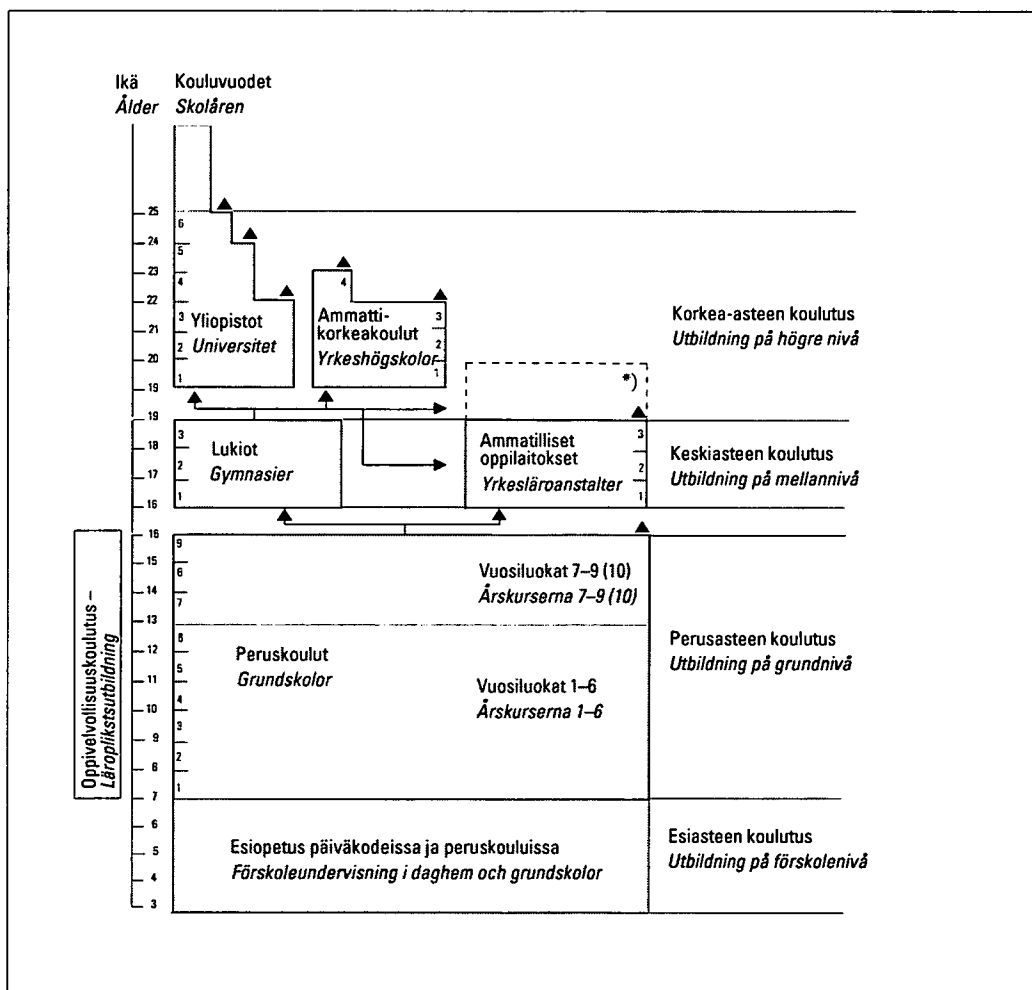 Ikä Kouluvuodet
Ålder Skolåren
25
24
23
22
21
20
19
6
5
4
3
2
1
Yliopistot
Universitet
4
3
2
1
Ammatti-
korkeakoulut
Yrkeshögskolor
Korkea-asteen koulutus
Utbildning på högre nivå
*)
19
18
17
16
3
2
1
Lukiot
Gymnasier
Ammatilliset
oppilaitokset
Yrkesläroanstalter
3
2
1
Keskiasteen koulutus
Utbildning på mellannivå
Oppivelvollisuuskoulutus –
Läroplikstsutbildning
16
15
14
13
12
11
10
9
8
7
9
8
7
6
5
4
3
2
1
Vuosiluokat 7–9 (10)
Årskurserna 7–9 (10)
Peruskoulut
Grundskolor
Vuosiluokat 1–6
Årskurserna 1–6
Perusasteen koulutus
Utbildning på grundnivå
6
5
4
3
Esiopetus päiväkodeissa ja peruskouluissa
Förskoleundervisning i daghem och grundskolor
Esiasteen koulutus
Utbildning på förskolenivå